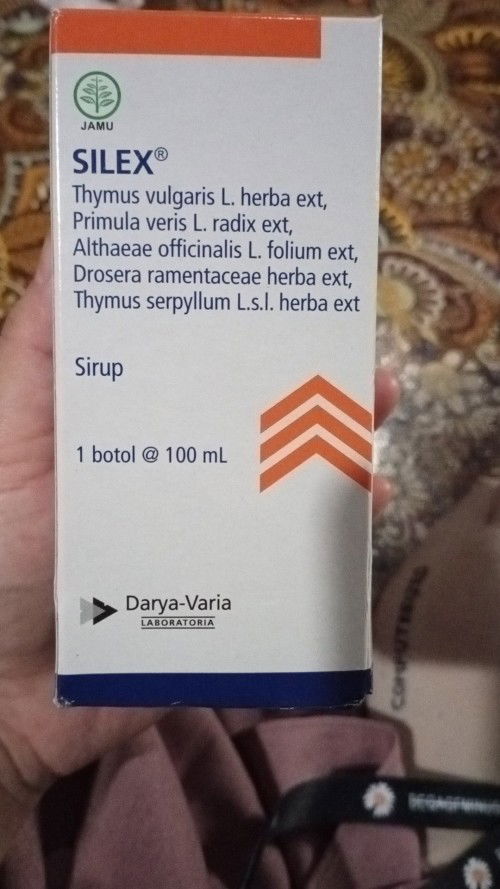 JAMU
SILEX®
Thymus vulgaris L. herba ext,
Primula veris L. radix ext,
Althaeae officinalis L. folium ext,
Drosera ramentaceae herba ext,
Thymus serpyllum L.s.l. herba ext
Sirup
1 botol @ 100 mL
Darya-Varia
LABORATORIA